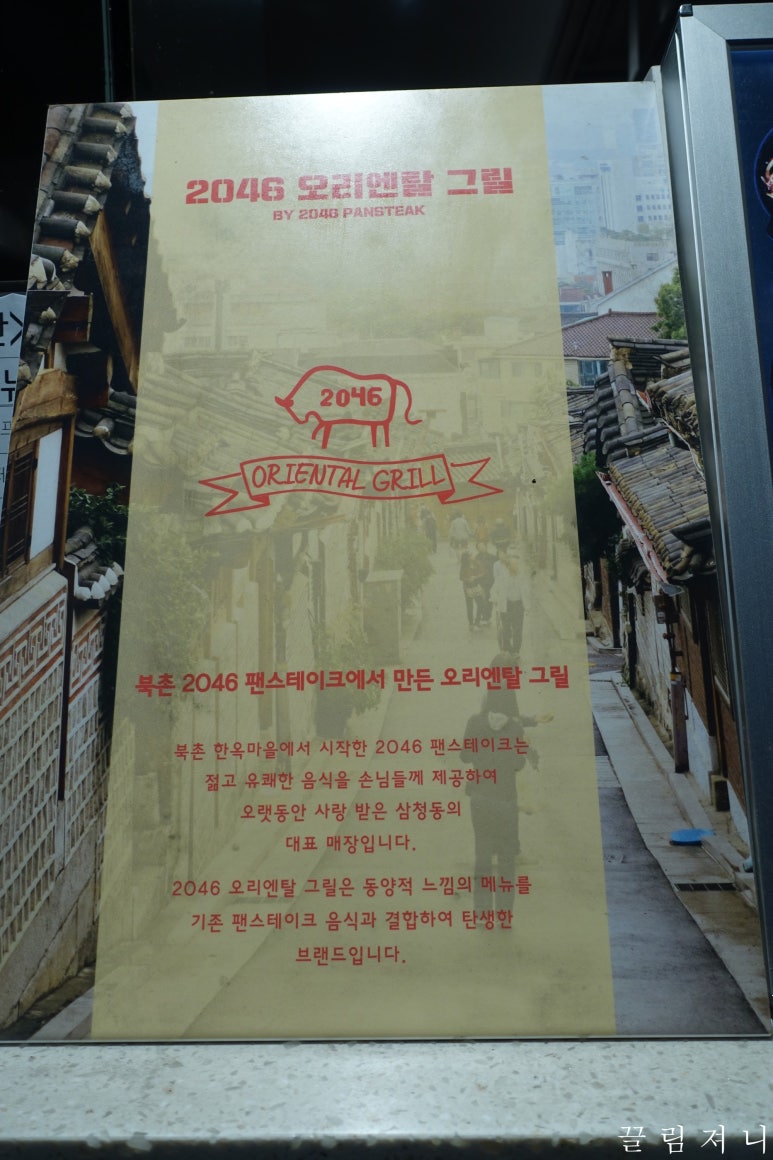 2046 오리엔탈 그릴
BY 2046 PANSTEAK
2046
ORIENTAL GRILL
북촌 2046 팬스테이크에서 만든 오리엔탈 그릴
북촌 한옥마을에서 시작한 2046 팬스테이크는
젊고 유쾌한 음식을 손님들께 제공하여
오랫동안 사랑 받은 삼청동의
대표 매장입니다.
2046 오리엔탈 그릴은 동양적 느낌의 메뉴를
기존 팬스테이크 음식과 결합하여 탄생한
브랜드입니다.
끌림져니